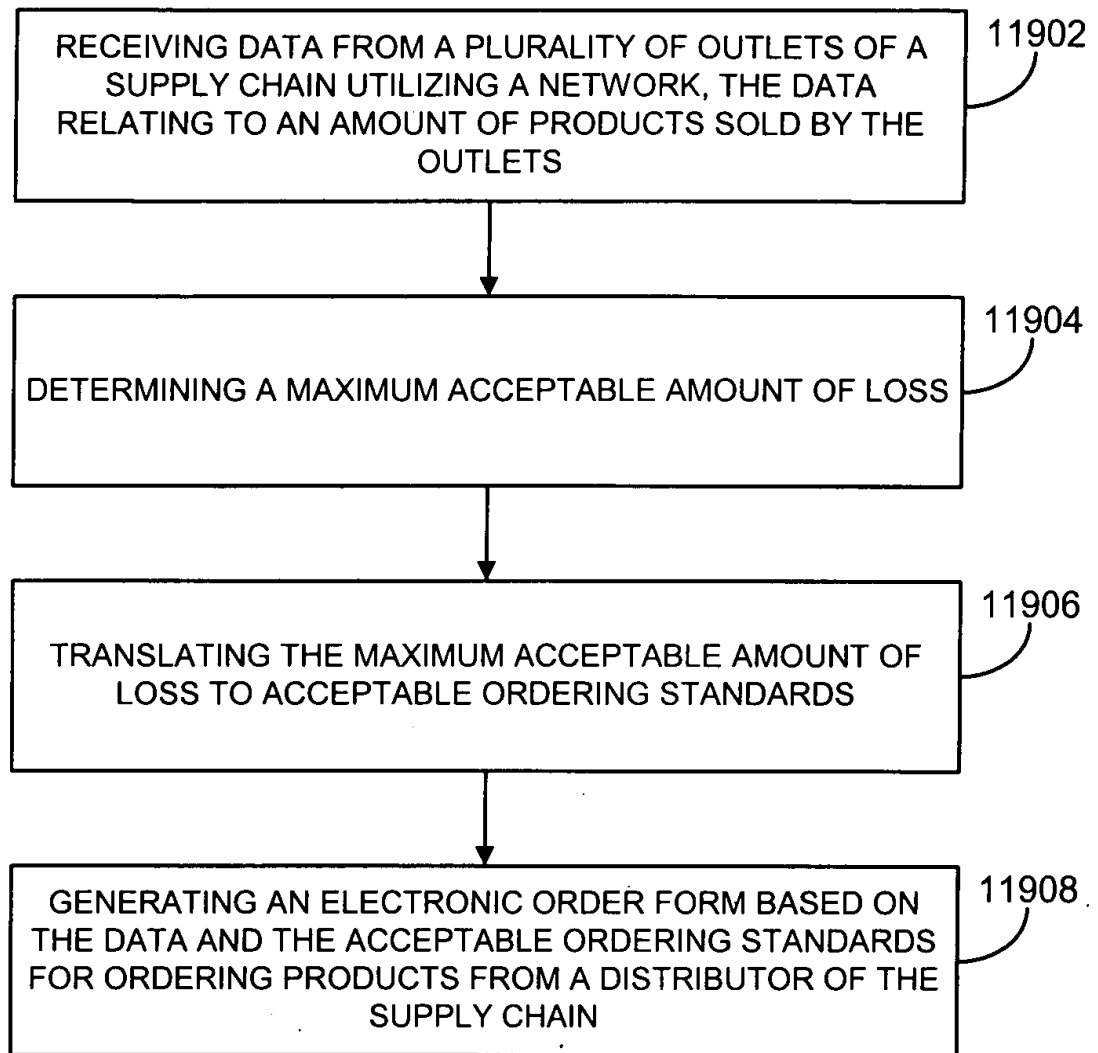 RECEIVING DATA FROM A PLURALITY OF OUTLETS OF A
SUPPLY CHAIN UTILIZING A NETWORK, THE DATA
RELATING TO AN AMOUNT OF PRODUCTS SOLD BY THE
OUTLETS
11902
DETERMINING A MAXIMUM ACCEPTABLE AMOUNT OF LOSS
11904
TRANSLATING THE MAXIMUM ACCEPTABLE AMOUNT OF
LOSS TO ACCEPTABLE ORDERING STANDARDS
11906
GENERATING AN ELECTRONIC ORDER FORM BASED ON
THE DATA AND THE ACCEPTABLE ORDERING STANDARDS
FOR ORDERING PRODUCTS FROM A DISTRIBUTOR OF THE
SUPPLY CHAIN
11908